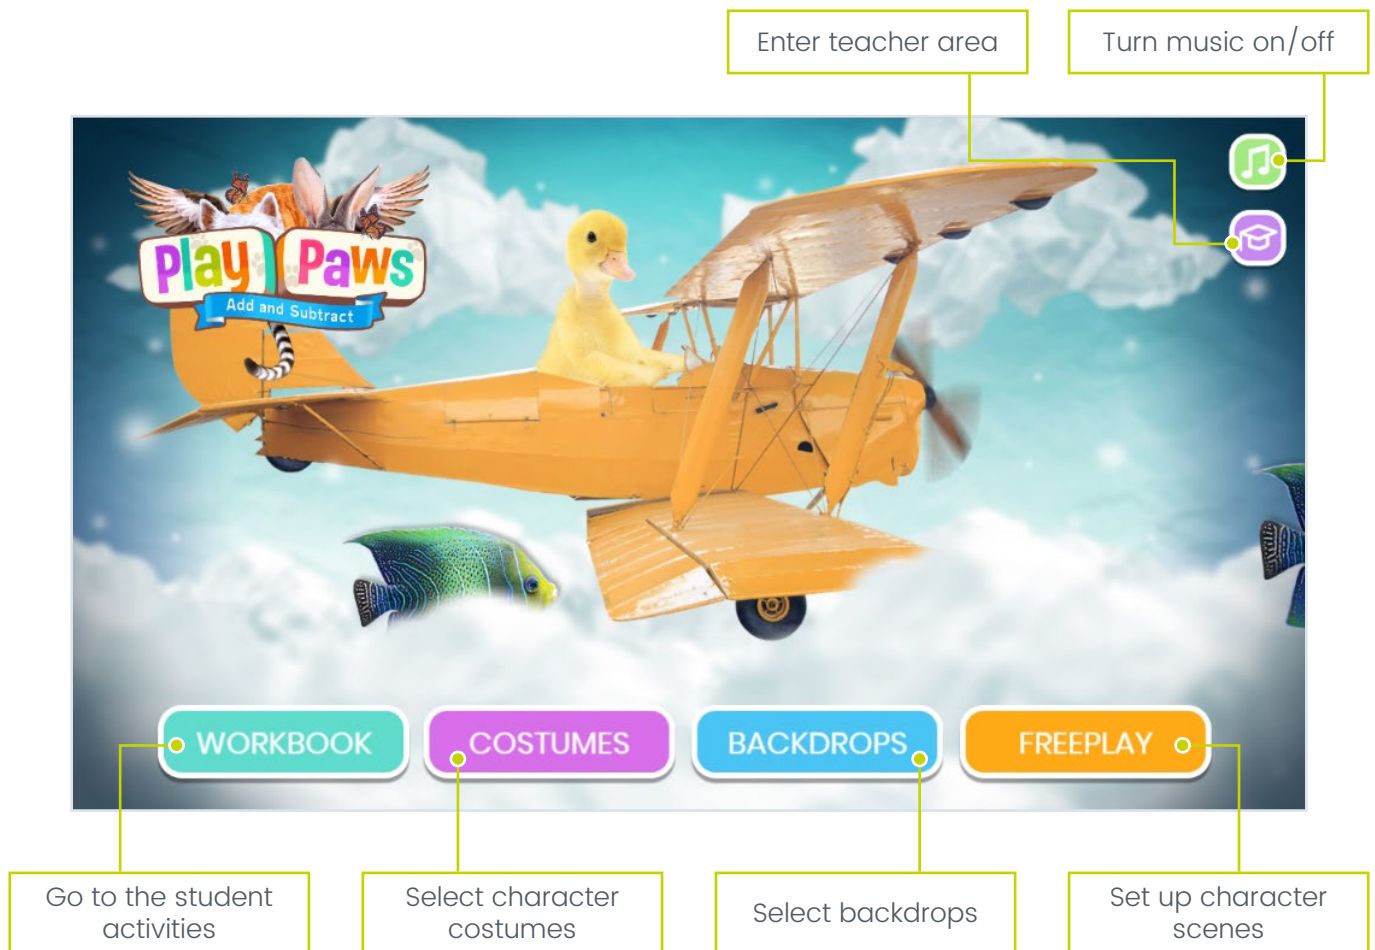 Enter teacher area
Turn music on/off
Play Paws
Add and Subtract
WORKBOOK
COSTUMES
BACKDROPS
FREEPLAY
Go to the student
activities
Select character
costumes
Select backdrops
Set up character
scenes